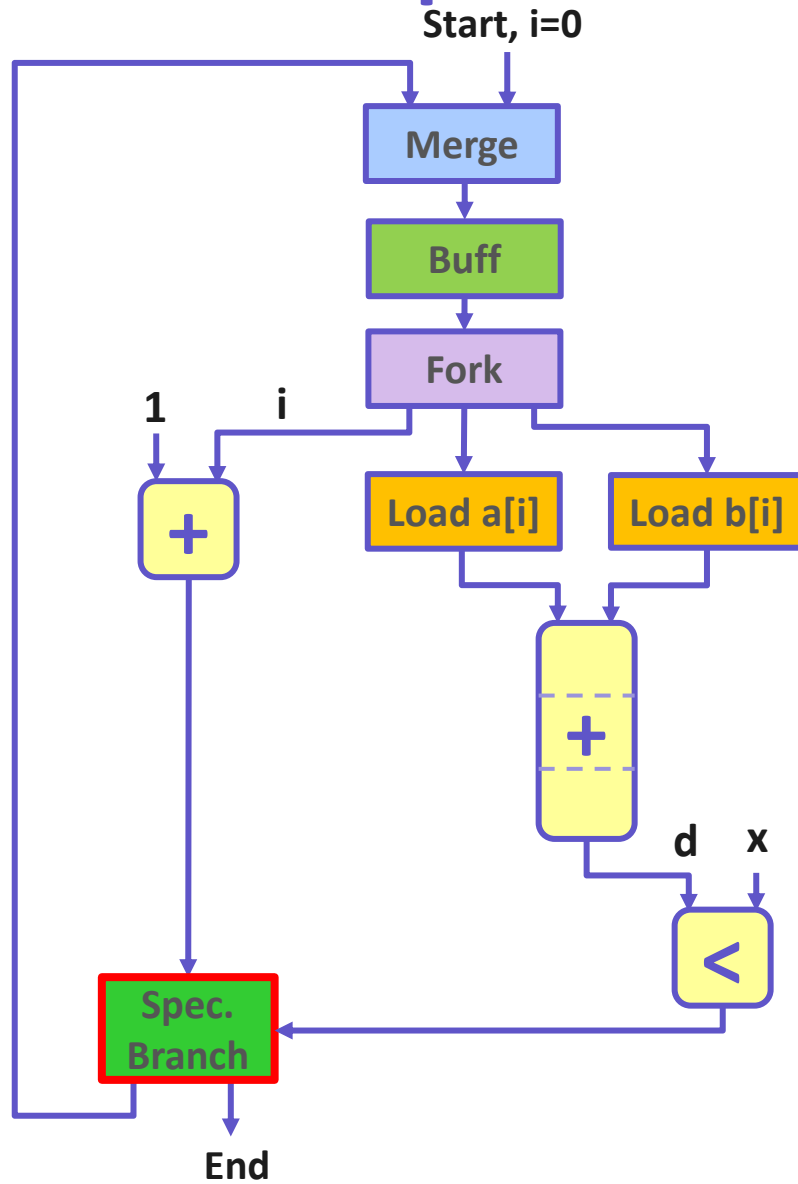 Start, i=0
Merge
Buff
Fork
1
i
+
Load a[i]
Load b[i]
+
d
x
<
Spec.
Branch
End